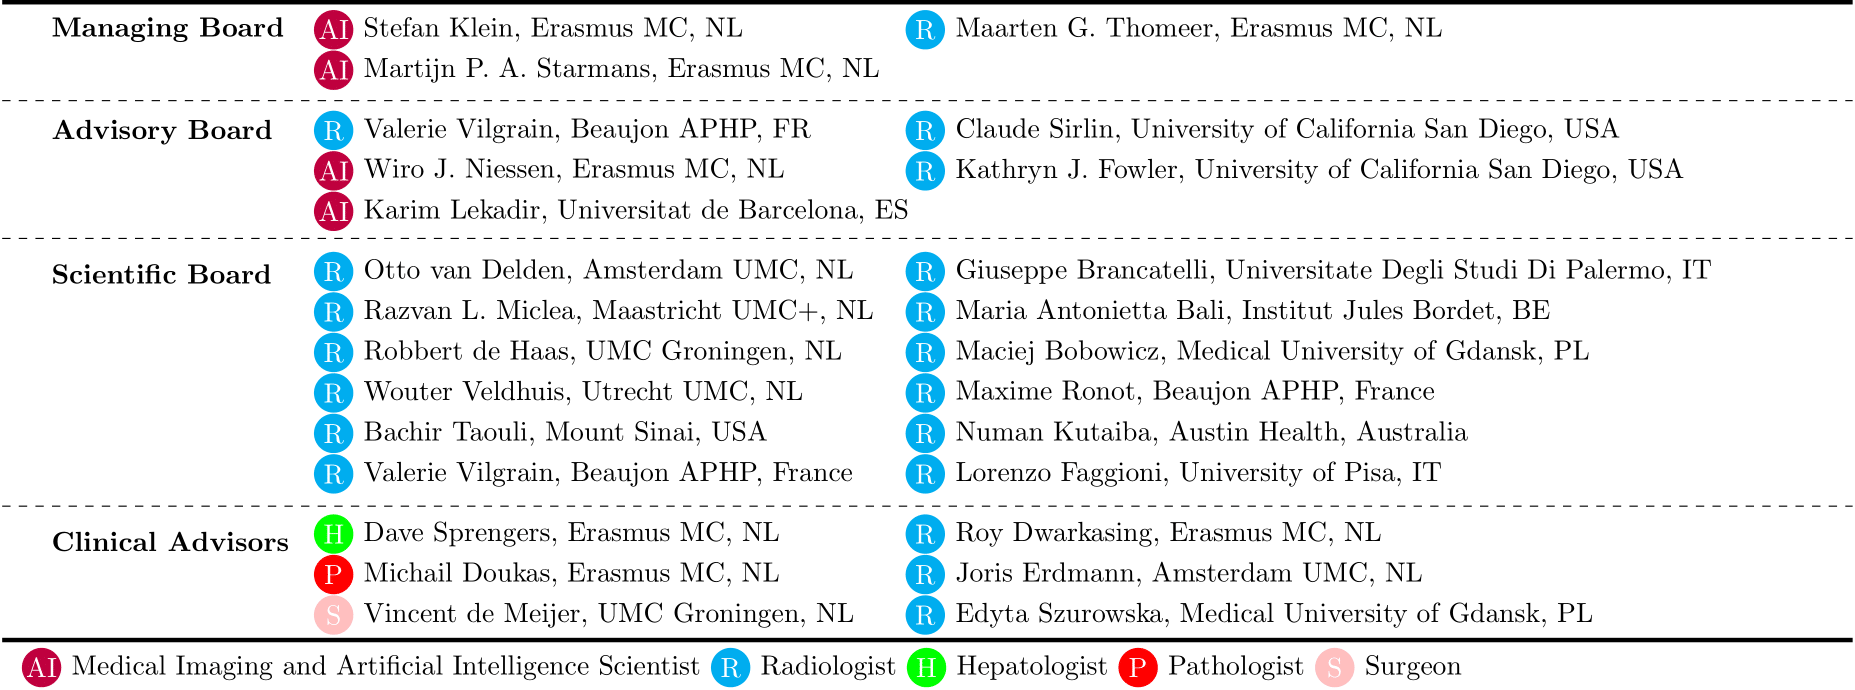 Managing Board AI Stefan Klein, Erasmus MC, NL R Maarten G. Thomeer, Erasmus MC, NL
AI Martijn P. A. Starmans, Erasmus MC, NL
Advisory Board R Valerie Vilgrain, Beaujon APHP, FR R Claude Sirlin, University of California San Diego, USA
AI Wiro J. Niessen, Erasmus MC, NL R Kathryn J. Fowler, University of California San Diego, USA
AI Karim Lekadir, Universitat de Barcelona, ES
Scientific Board R Otto van Delden, Amsterdam UMC, NL R Giuseppe Brancatelli, Universitate Degli Studi Di Palermo, IT
R Razvan L. Miclea, Maastricht UMC+, NL R Maria Antonietta Bali, Institut Jules Bordet, BE
R Robbert de Haas, UMC Groningen, NL R Maciej Bobowicz, Medical University of Gdansk, PL
R Wouter Veldhuis, Utrecht UMC, NL R Maxime Ronot, Beaujon APHP, France
R Bachir Taouli, Mount Sinai, USA R Numan Kutaiba, Austin Health, Australia
R Valerie Vilgrain, Beaujon APHP, France R Lorenzo Faggioni, University of Pisa, IT
Clinical Advisors H Dave Sprengers, Erasmus MC, NL R Roy Dwarkasing, Erasmus MC, NL
P Michail Doukas, Erasmus MC, NL R Joris Erdmann, Amsterdam UMC, NL
S Vincent de Meijer, UMC Groningen, NL R Edyta Szurowska, Medical University of Gdansk, PL
AI Medical Imaging and Artificial Intelligence Scientist R Radiologist H Hepatologist P Pathologist S Surgeon